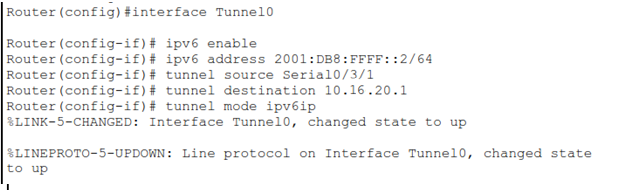 Router(config)#interface Tunnel0
Router(config-if)# ipv6 enable
Router(config-if)# ipv6 address 2001:DB8:FFFF::2/64
Router(config-if)# tunnel source Serial0/3/1
Router(config-if)# tunnel destination 10.16.20.1
Router(config-if)# tunnel mode ipv6ip
%LINK-5-CHANGED: Interface Tunnel0, changed state to up
%LINEPROTO-5-UPDOWN: Line protocol on Interface Tunnel0, changed state
to up